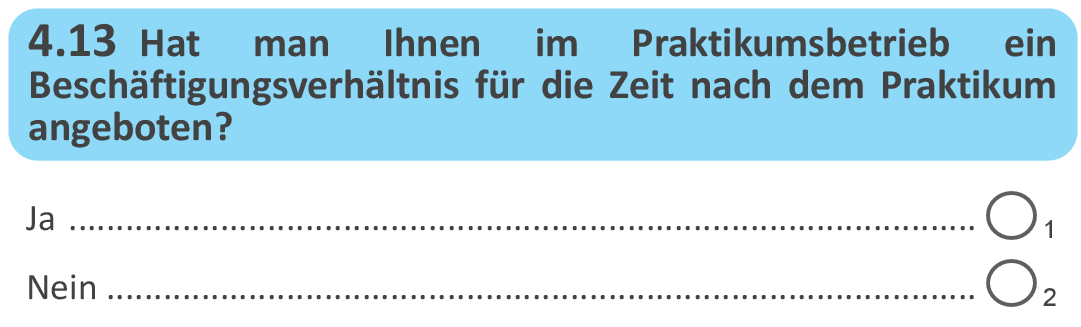 4.13 Hat man Ihnen im Praktikumsbetrieb ein
Beschäftigungsverhältnis für die Zeit nach dem Praktikum
angeboten?
Ja ............................................................................................... 1
Nein ........................................................................................... 2